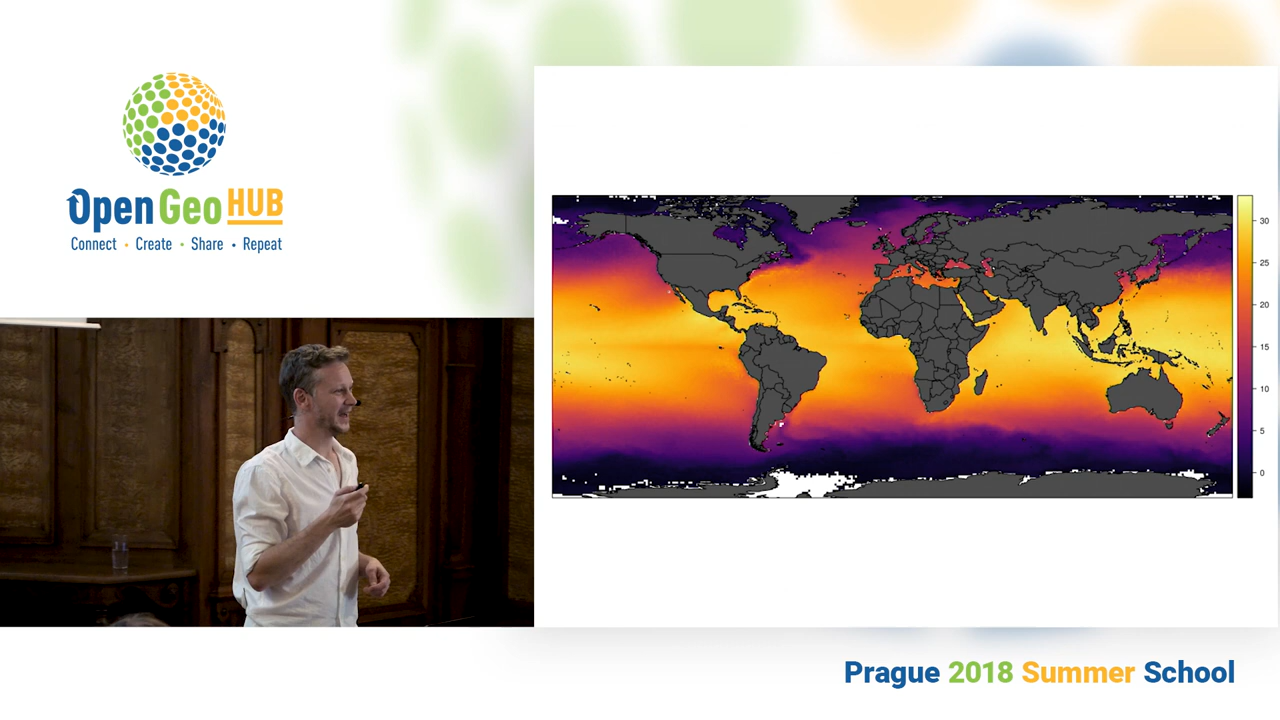 Open Geo HUB
Connect • Create • Share • Repeat
30
25
20
15
10
5
0
Prague 2018 Summer School